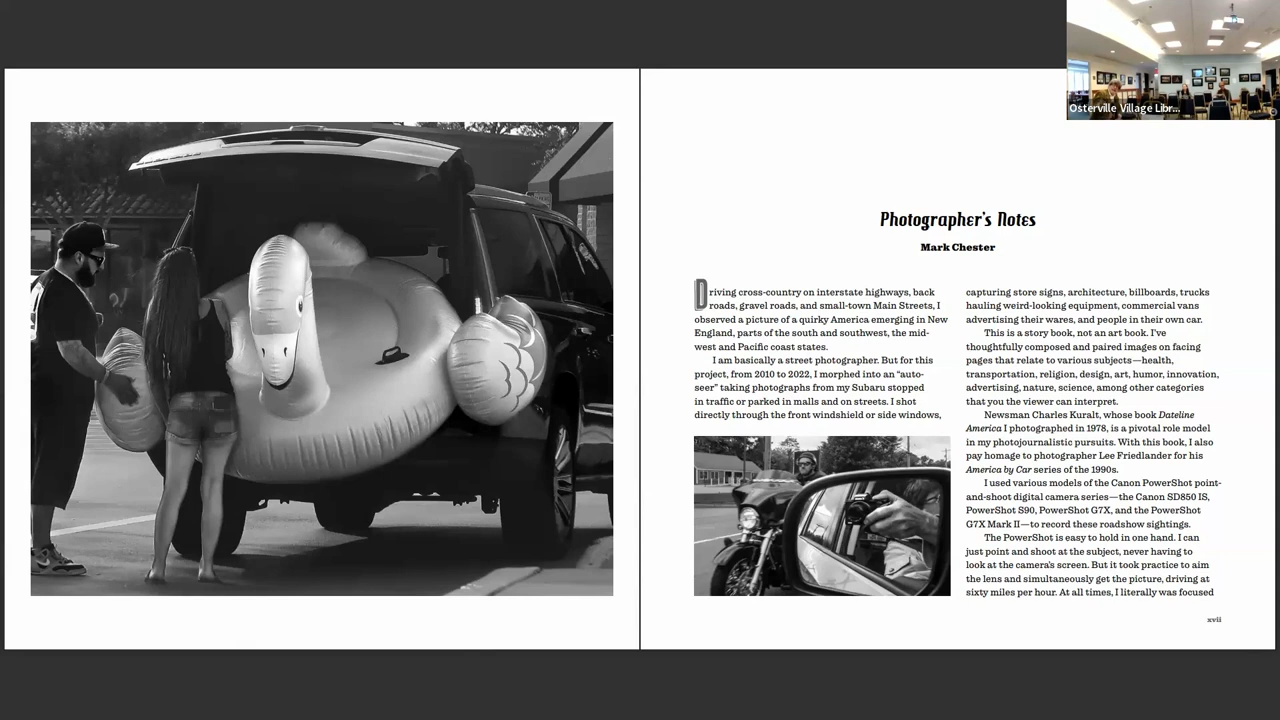 Osterville Village Libr...
Photographer's Notes
Mark Chester
Driving cross-country on interstate highways, back
roads, gravel roads, and small-town Main Streets, I
observed a picture of a quirky America emerging in New
England, parts of the south and southwest, the mid-
west and Pacific coast states.
I am basically a street photographer. But for this
project, from 2010 to 2022, I morphed into an “auto-
seer” taking photographs from my Subaru stopped
in traffic or parked in malls and on streets. I shot
directly through the front windshield or side windows,
capturing store signs, architecture, billboards, trucks
hauling weird-looking equipment, commercial vans
advertising their wares, and people in their own car.
This is a story book, not an art book. I've
thoughtfully composed and paired images on facing
pages that relate to various subjects—health,
transportation, religion, design, art, humor, innovation,
advertising, nature, science, among other categories
that you the viewer can interpret.
Newsman Charles Kuralt, whose book Dateline
America I photographed in 1978, is a pivotal role model
in my photojournalistic pursuits. With this book, I also
pay homage to photographer Lee Friedlander for his
America by Car series of the 1990s.
I used various models of the Canon PowerShot point-
and-shoot digital camera series—the Canon SD850 IS,
PowerShot S90, PowerShot G7X, and the PowerShot
G7X Mark II—to record these roadshow sightings.
The PowerShot is easy to hold in one hand. I can
just point and shoot at the subject, never having to
look at the camera's screen. But it took practice to aim
the lens and simultaneously get the picture, driving at
sixty miles per hour. At all times, I literally was focused
xvii